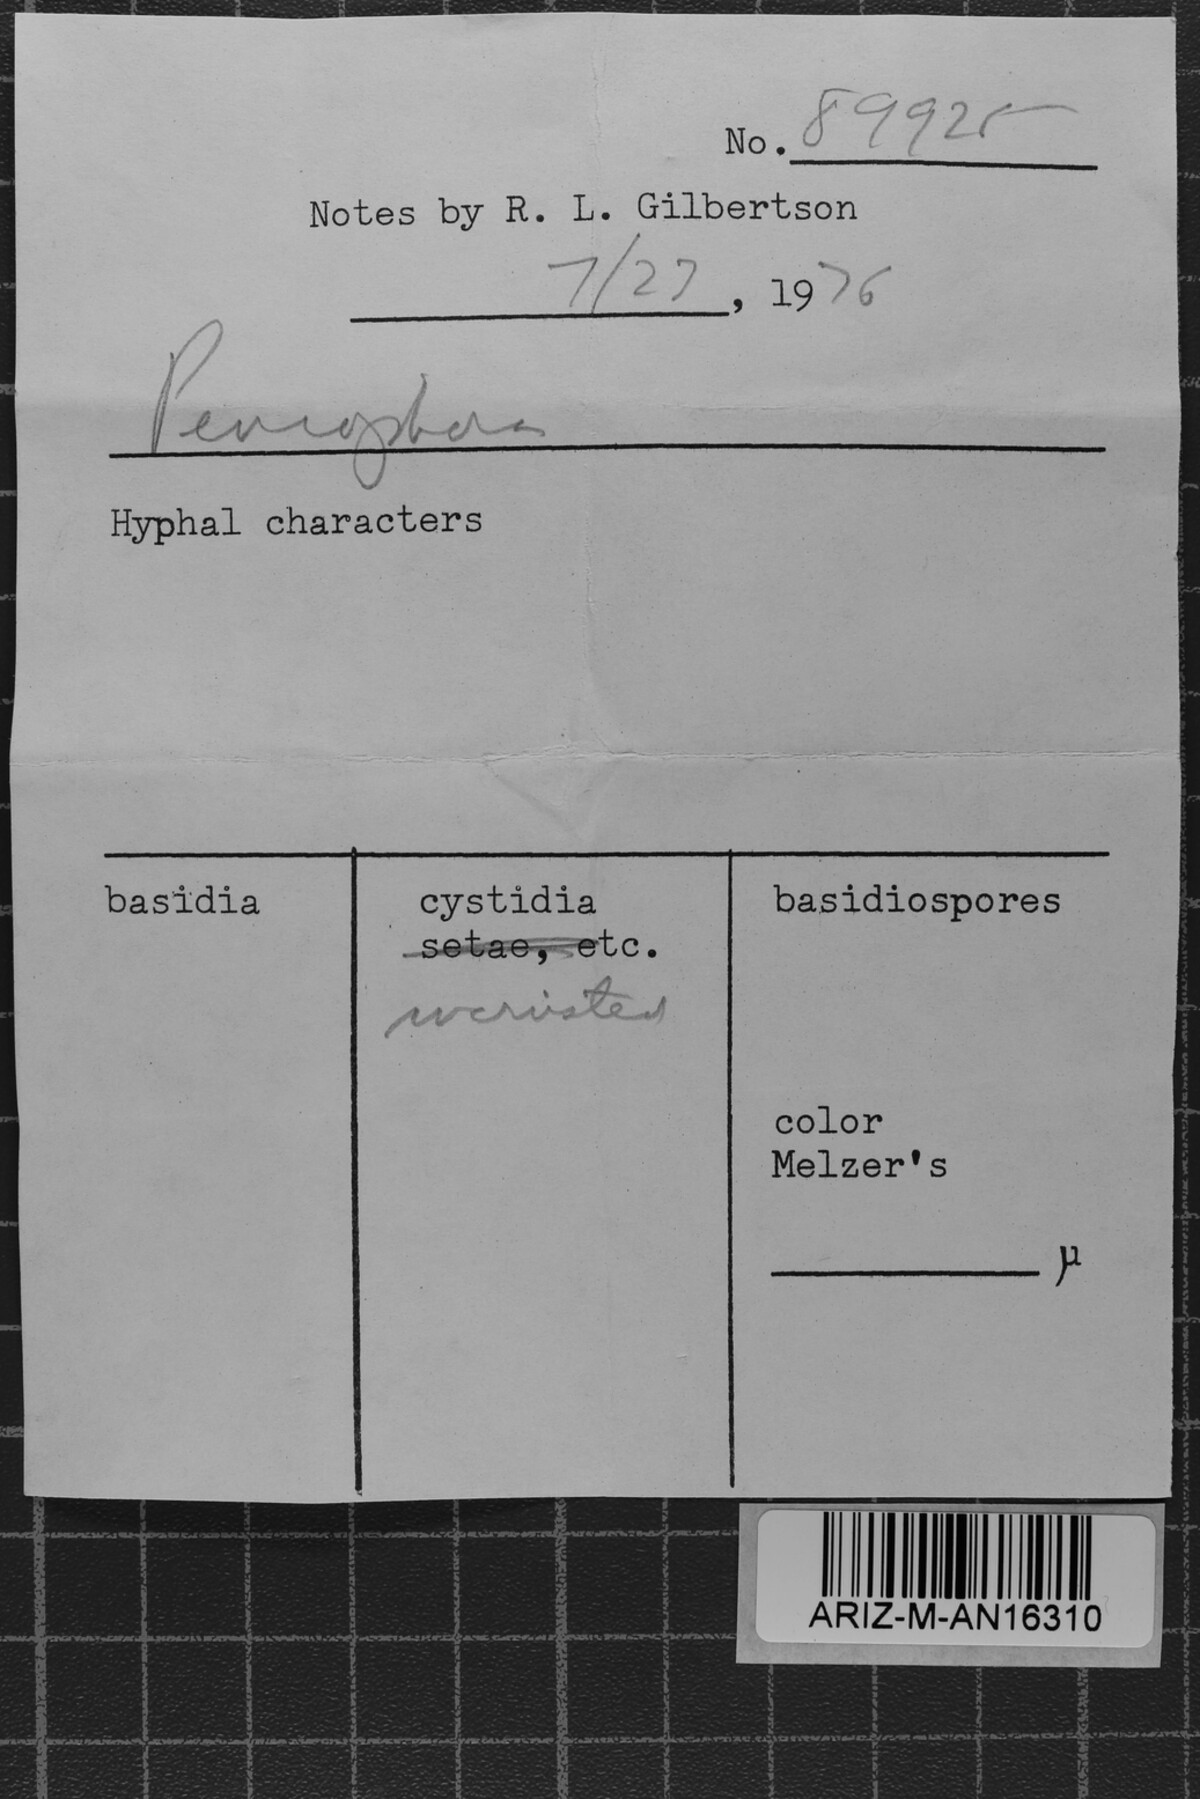 No. 89925
Notes by R. L. Gilbertson
7/27, 1976
Peniophora
Hyphal characters
basidia
cystidia
setae, etc.
incrusted
basidiospores
color
Melzer's
µ
ARIZ-M-AN16310